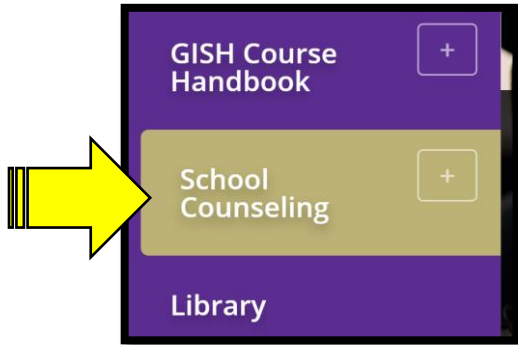 GISH Course
Handbook
+
School
Counseling
+
Library